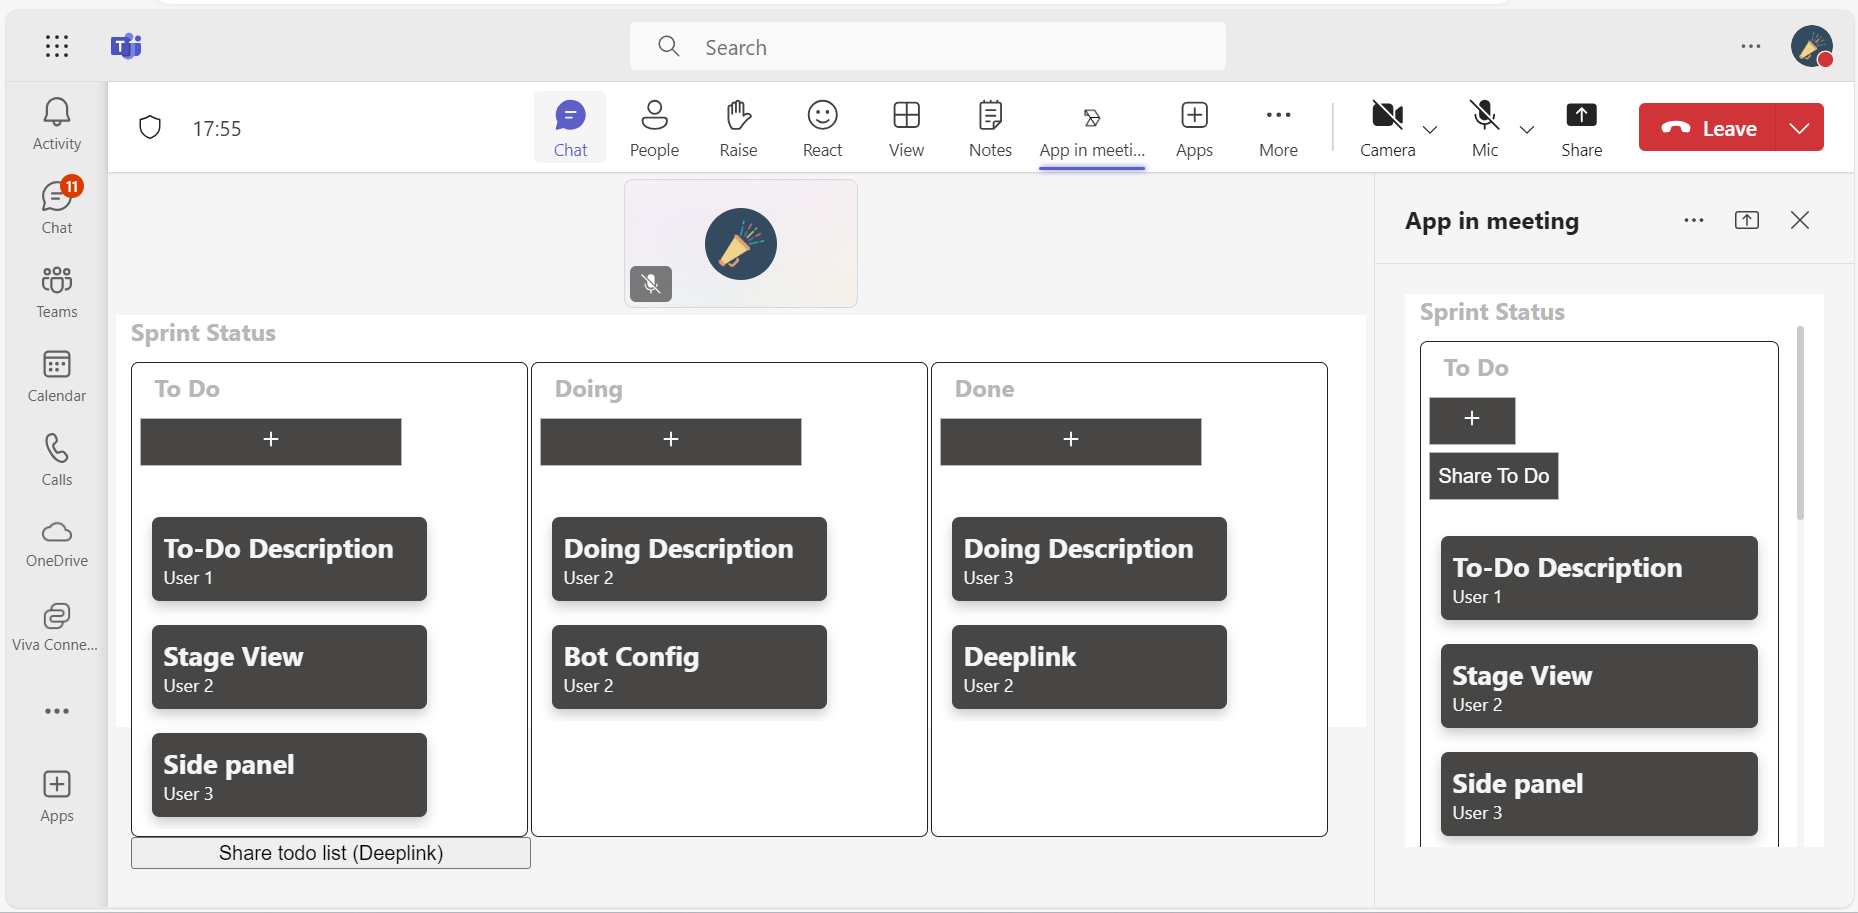 Search
Activity
11
Chat
Teams
Calendar
Calls
OneDrive
Viva Conne...
Apps
17:55
Chat
People
Raise
React
View
Notes
App in meeti...
Apps
More
Camera
Mic
Share
Leave
Sprint Status
To Do
+
To-Do Description
User 1
Stage View
User 2
Side panel
User 3
Share todo list (Deeplink)
Doing
+
Doing Description
User 2
Bot Config
User 2
Done
+
Doing Description
User 3
Deeplink
User 2
App in meeting
Sprint Status
To Do
+
Share To Do
To-Do Description
User 1
Stage View
User 2
Side panel
User 3